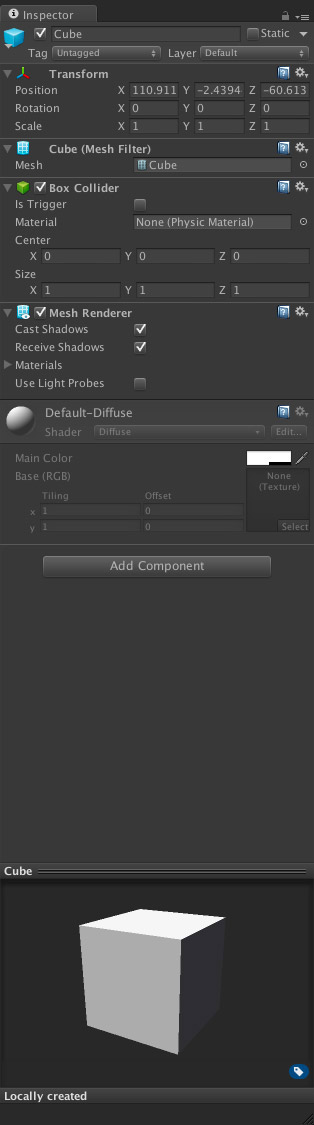 Inspector
Cube Static
Tag Untagged Layer Default
Transform
Position X 110.911 Y -2.4394 Z -60.613
Rotation X 0 Y 0 Z 0
Scale X 1 Y 1 Z 1
Cube (Mesh Filter)
Mesh Cube
Box Collider
Is Trigger
Material None (Physic Material)
Center
X 0 Y 0 Z 0
Size
X 1 Y 1 Z 1
Mesh Renderer
Cast Shadows
Receive Shadows
Materials
Use Light Probes
Default-Diffuse
Shader Diffuse Edit...
Main Color
Base (RGB) None
(Texture)
Tiling Offset
x 1 0
y 1 0 Select
Add Component
Cube
Locally created